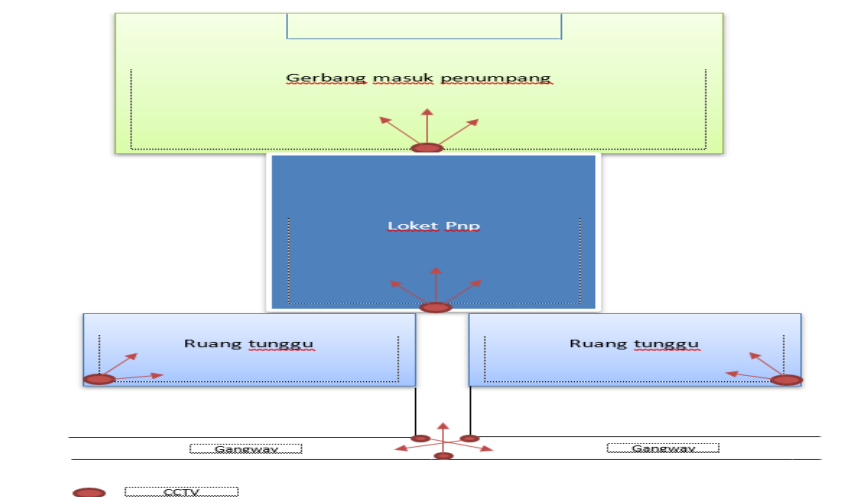 Gerbang masuk penumpang
Loket Pnp
Ruang tunggu
Ruang tunggu
Gangway
Gangway
CCTV